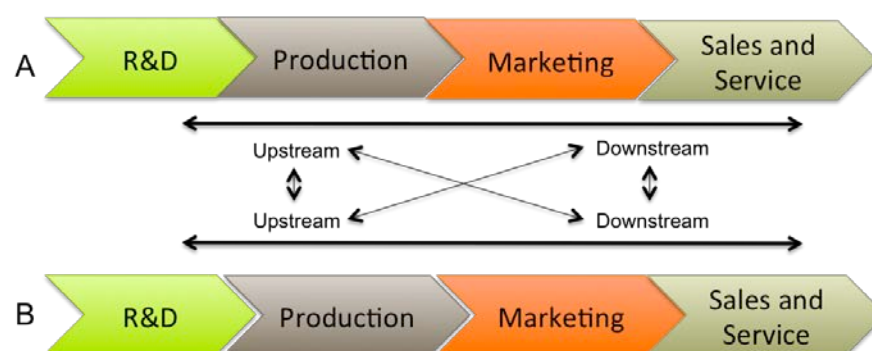 A
R&D
Production
Marketing
Sales and
Service
Upstream
Downstream
Upstream
Downstream
B
R&D
Production
Marketing
Sales and
Service